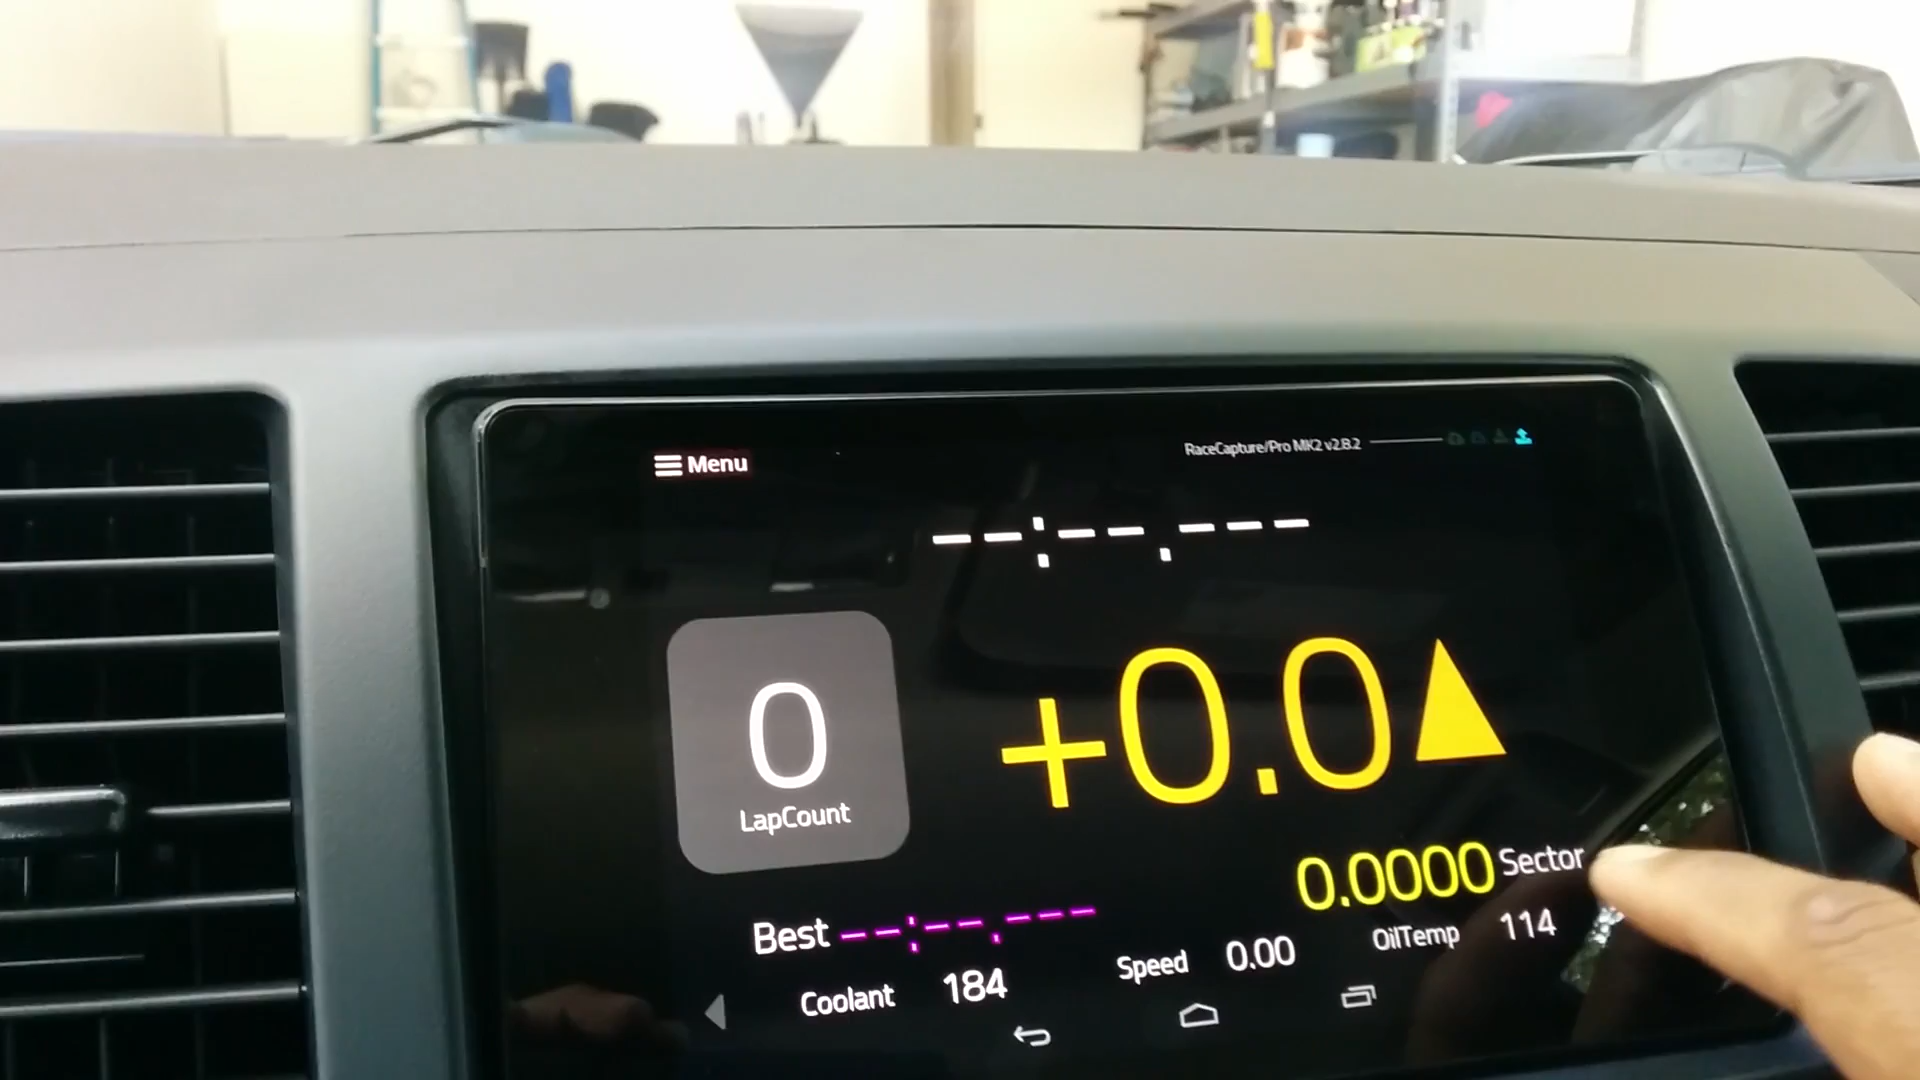 Menu
RaceCapture/Pro MK2 v2.8.2
--:--.---
0
LapCount
+0.0
0.0000 Sector
Best --:--.---
Coolant 184
Speed 0.00
OilTemp 114